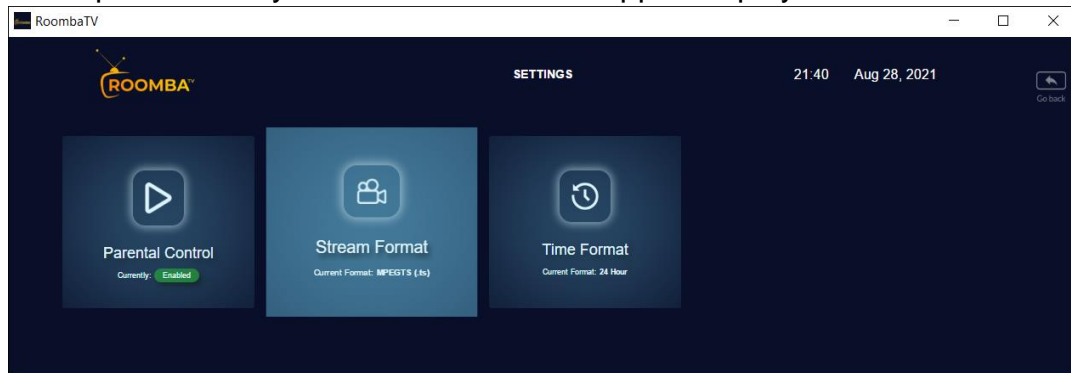 RoombaTV
ROOMBA TV
SETTINGS
21:40 Aug 28, 2021
Go back
Parental Control
Currently: Enabled
Stream Format
Current Format: MPEGTS (.ts)
Time Format
Current Format: 24 Hour